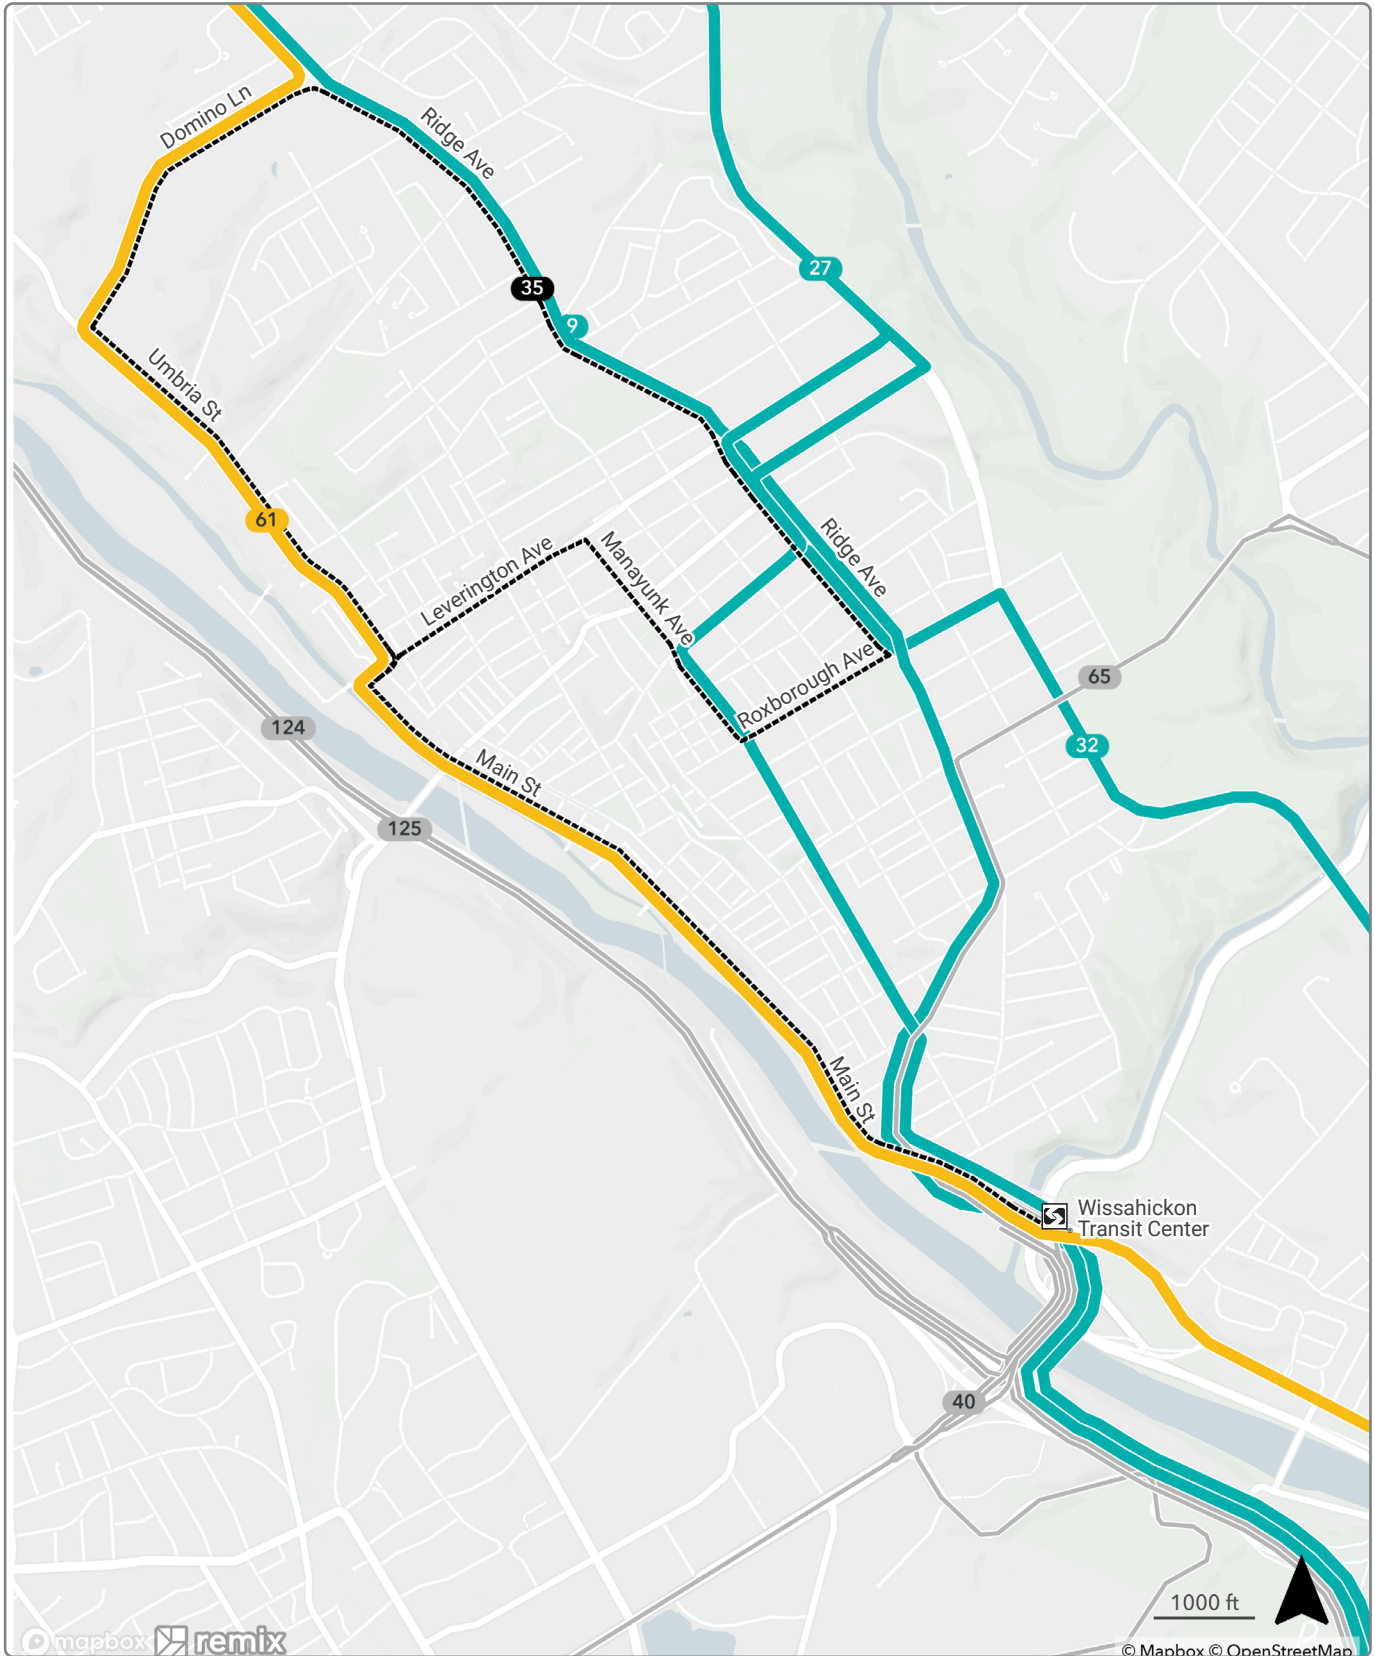 Domino Ln
Ridge Ave
27
35
9
Umbria St
61
Leverington Ave
Manayunk Ave
Ridge Ave
Roxborough Ave
65
124
32
Main St
125
Main St
Wissahickon
Transit Center
40
1000 ft
mapbox
remix
© Mapbox © OpenStreetMap